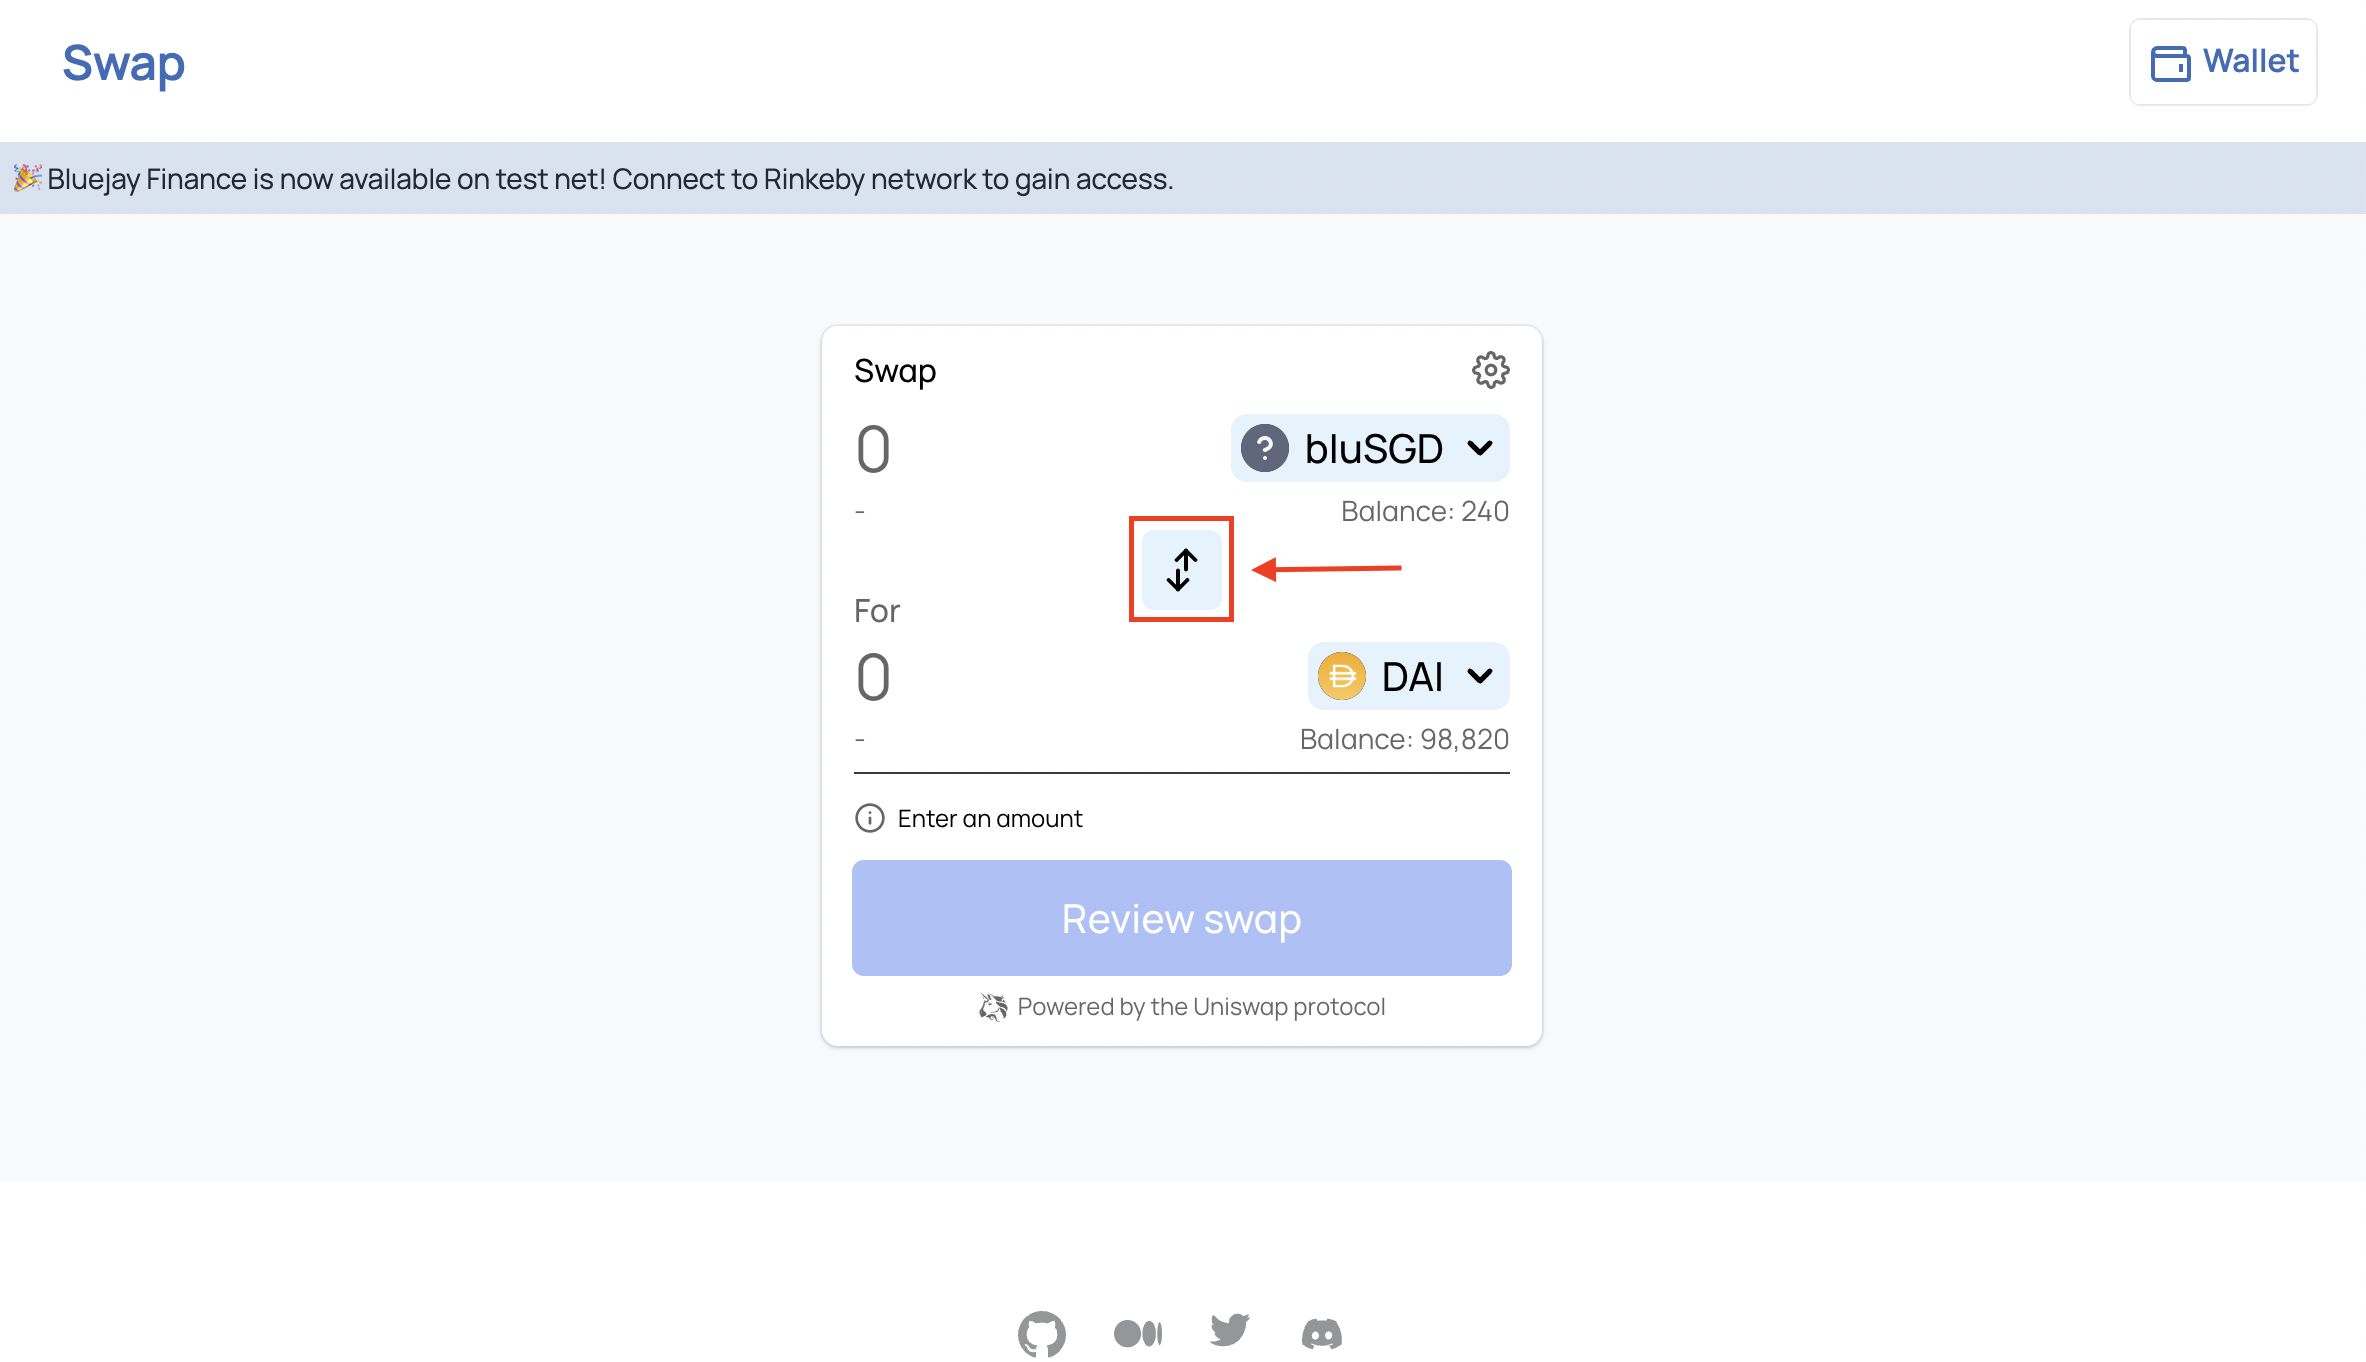 Swap
Wallet
🎉 Bluejay Finance is now available on test net! Connect to Rinkeby network to gain access.
Swap
0
? bluSGD
-
Balance: 240
For
0
DAI
-
Balance: 98,820
Enter an amount
Review swap
Powered by the Uniswap protocol